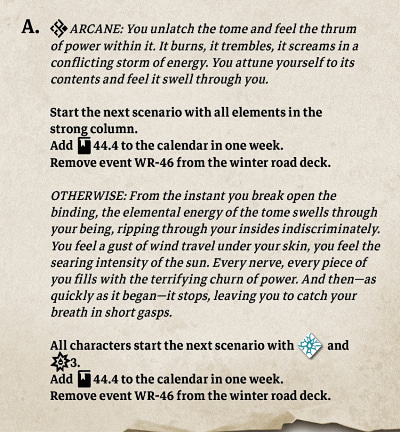 A. ARCANE: You unlatch the tome and feel the thrum
of power within it. It burns, it trembles, it screams in a
conflicting storm of energy. You attune yourself to its
contents and feel it swell through you.
Start the next scenario with all elements in the
strong column.
Add 44.4 to the calendar in one week.
Remove event WR-46 from the winter road deck.
OTHERWISE: From the instant you break open the
binding, the elemental energy of the tome swells through
your being, ripping through your insides indiscriminately.
You feel a gust of wind travel under your skin, you feel the
searing intensity of the sun. Every nerve, every piece of
you fills with the terrifying churn of power. And then—as
quickly as it began—it stops, leaving you to catch your
breath in short gasps.
All characters start the next scenario with and
3.
Add 44.4 to the calendar in one week.
Remove event WR-46 from the winter road deck.